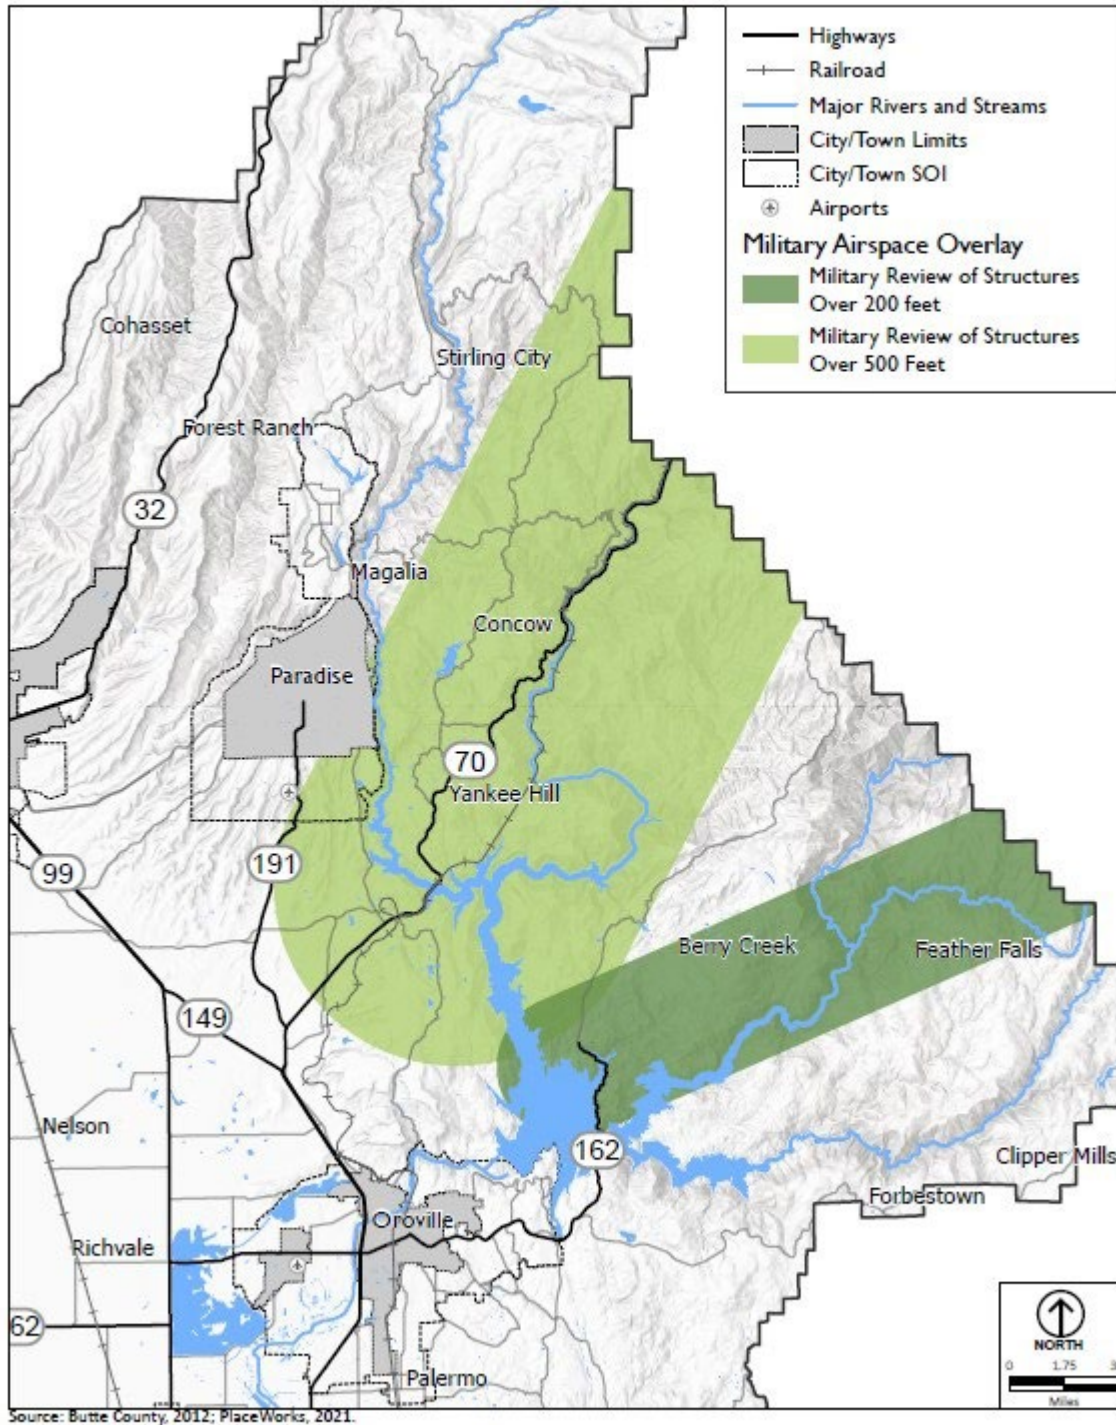 Highways
Railroad
Major Rivers and Streams
City/Town Limits
City/Town SOI
Airports
Military Airspace Overlay
Military Review of Structures
Over 200 feet
Military Review of Structures
Over 500 Feet
Cohasset
Stirling City
Forest Ranch
32
Magalia
Concow
Paradise
70
Yankee Hill
191
99
Berry Creek
Feather Falls
149
Nelson
162
Clipper Mills
Forbestown
Oroville
Richvale
62
Palermo
NORTH
0 1.75 3
Miles
Source: Butte County, 2012; PlaceWorks, 2021.